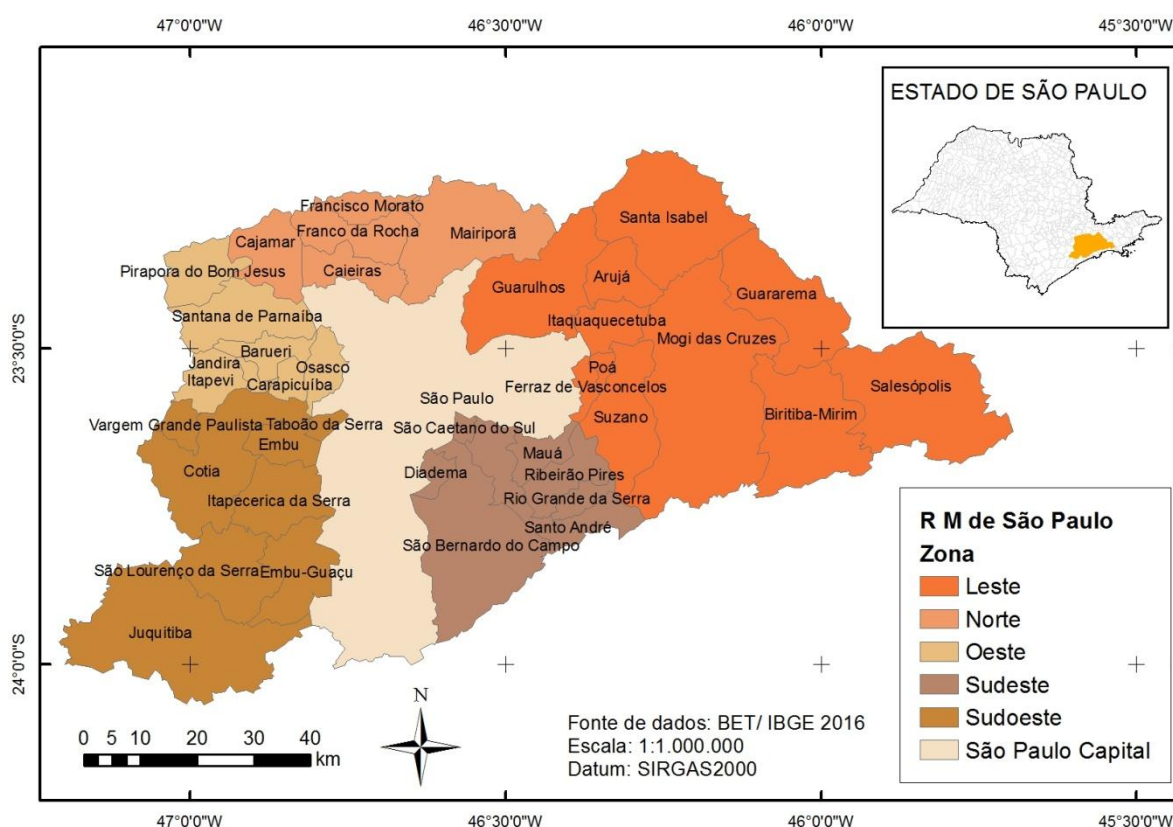 47°0'0"W
46°30'0"W
46°0'0"W
45°30'0"W
ESTADO DE SÃO PAULO
Francisco Morato
Santa Isabel
Franco da Rocha
Mairiporã
Cajamar
Pirapora do Bom Jesus
Caieiras
Arujá
Guarulhos
Guararema
Santana de Parnaíba
Itaquaquecetuba
Mogi das Cruzes
23°30'0"S
Barueri
Jandira
Osasco
Poá
Itapevi
Carapicuíba
Ferraz de Vasconcelos
Salesópolis
São Paulo
Suzano
Biritiba-Mirim
Vargem Grande Paulista
Taboão da Serra
São Caetano do Sul
Embu
Mauá
Cotia
Diadema
Ribeirão Pires
Itapecerica da Serra
Rio Grande da Serra
Santo André
São Bernardo do Campo
São Lourenço da Serra
Embu-Guaçu
Juquitiba
24°0'0"S
R M de São Paulo
Zona
Leste
Norte
Oeste
Sudeste
Sudoeste
São Paulo Capital
N
0 5 10 20 30 40
km
Fonte de dados: BET/ IBGE 2016
Escala: 1:1.000.000
Datum: SIRGAS2000
47°0'0"W
46°30'0"W
46°0'0"W
45°30'0"W